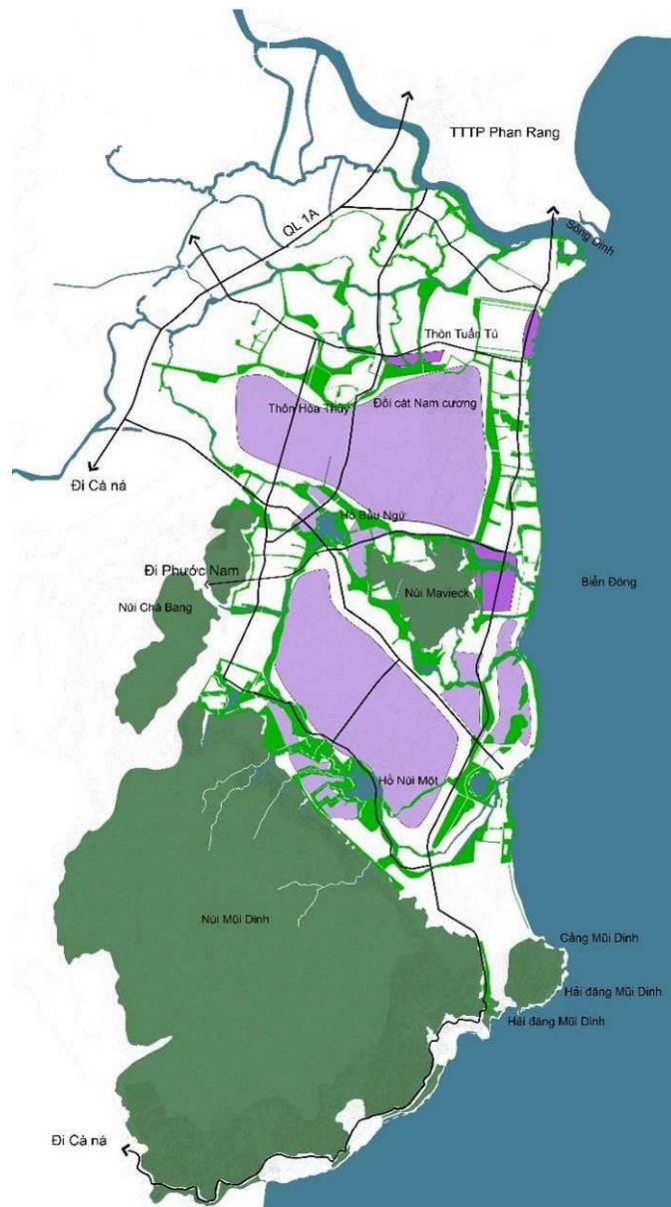 TTTP Phan Rang
QL 1A
Sông Dinh
Thôn Tuấn Tú
Thôn Hòa Thủy
Đồi cát Nam cương
Đi Cà ná
Hồ Bầu Ngứ
Đi Phước Nam
Núi Mavieck
Biển Đông
Núi Chà Bang
Hồ Núi Một
Núi Mũi Dinh
Cảng Mũi Dinh
Hải đăng Mũi Dinh
Hải đăng Mũi Dinh
Đi Cà ná